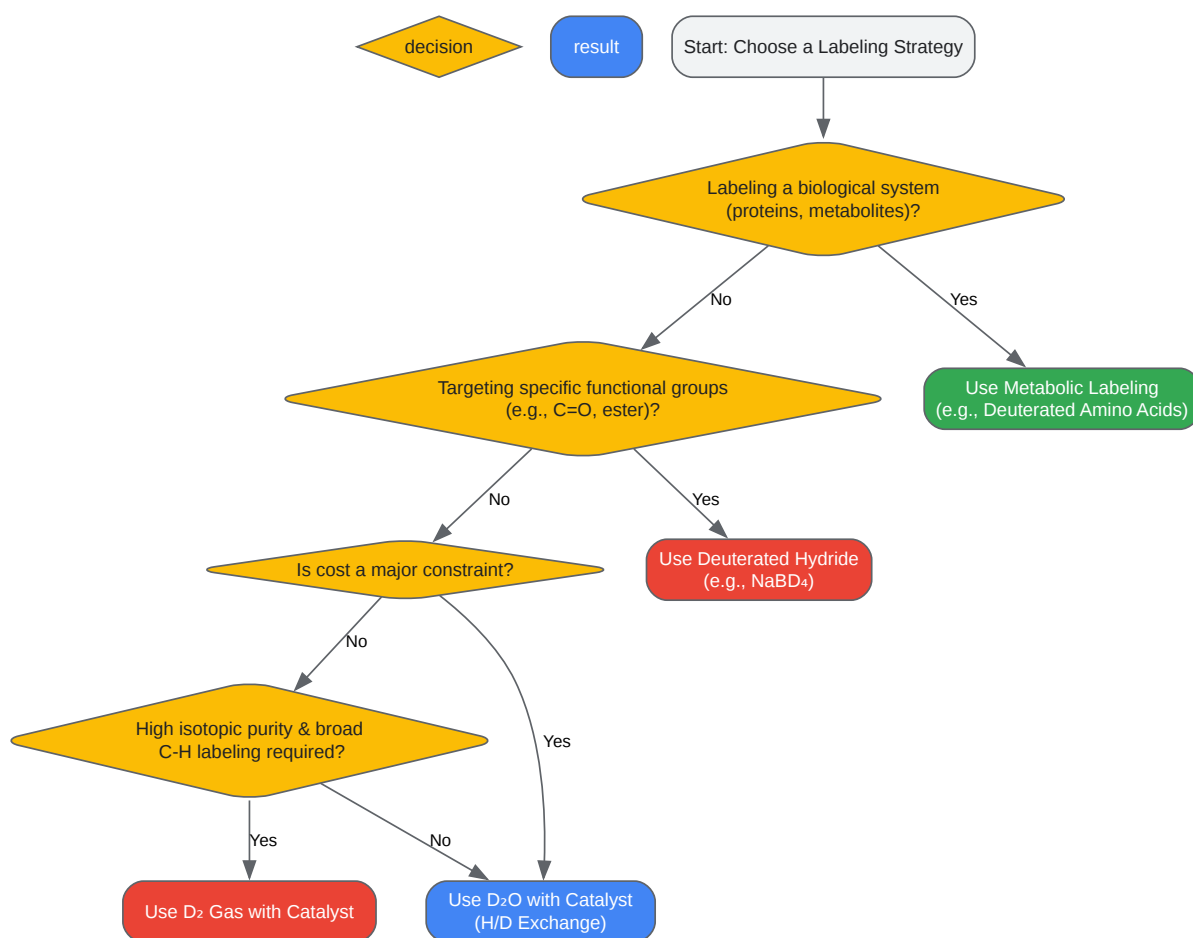 decision
result
Start: Choose a Labeling Strategy
Labeling a biological system
(proteins, metabolites)?
No
Yes
Targeting specific functional groups
(e.g., C=O, ester)?
Use Metabolic Labeling
(e.g., Deuterated Amino Acids)
No
Yes
Is cost a major constraint?
Use Deuterated Hydride
(e.g., NaBD₄)
No
Yes
High isotopic purity & broad
C-H labeling required?
Yes
No
Use D₂ Gas with Catalyst
Use D₂O with Catalyst
(H/D Exchange)